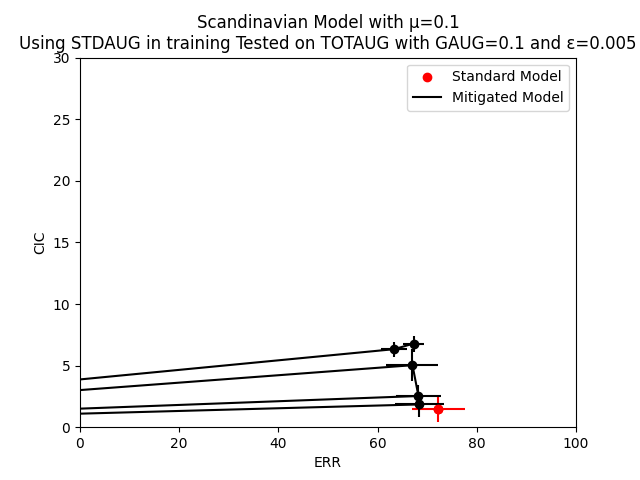 Scandinavian Model with μ=0.1
Using STDAUG in training Tested on TOTAUG with GAUG=0.1 and ε=0.005
30
25
20
15
10
5
0
CIC
Standard Model
Mitigated Model
0 20 40 60 80 100
ERR